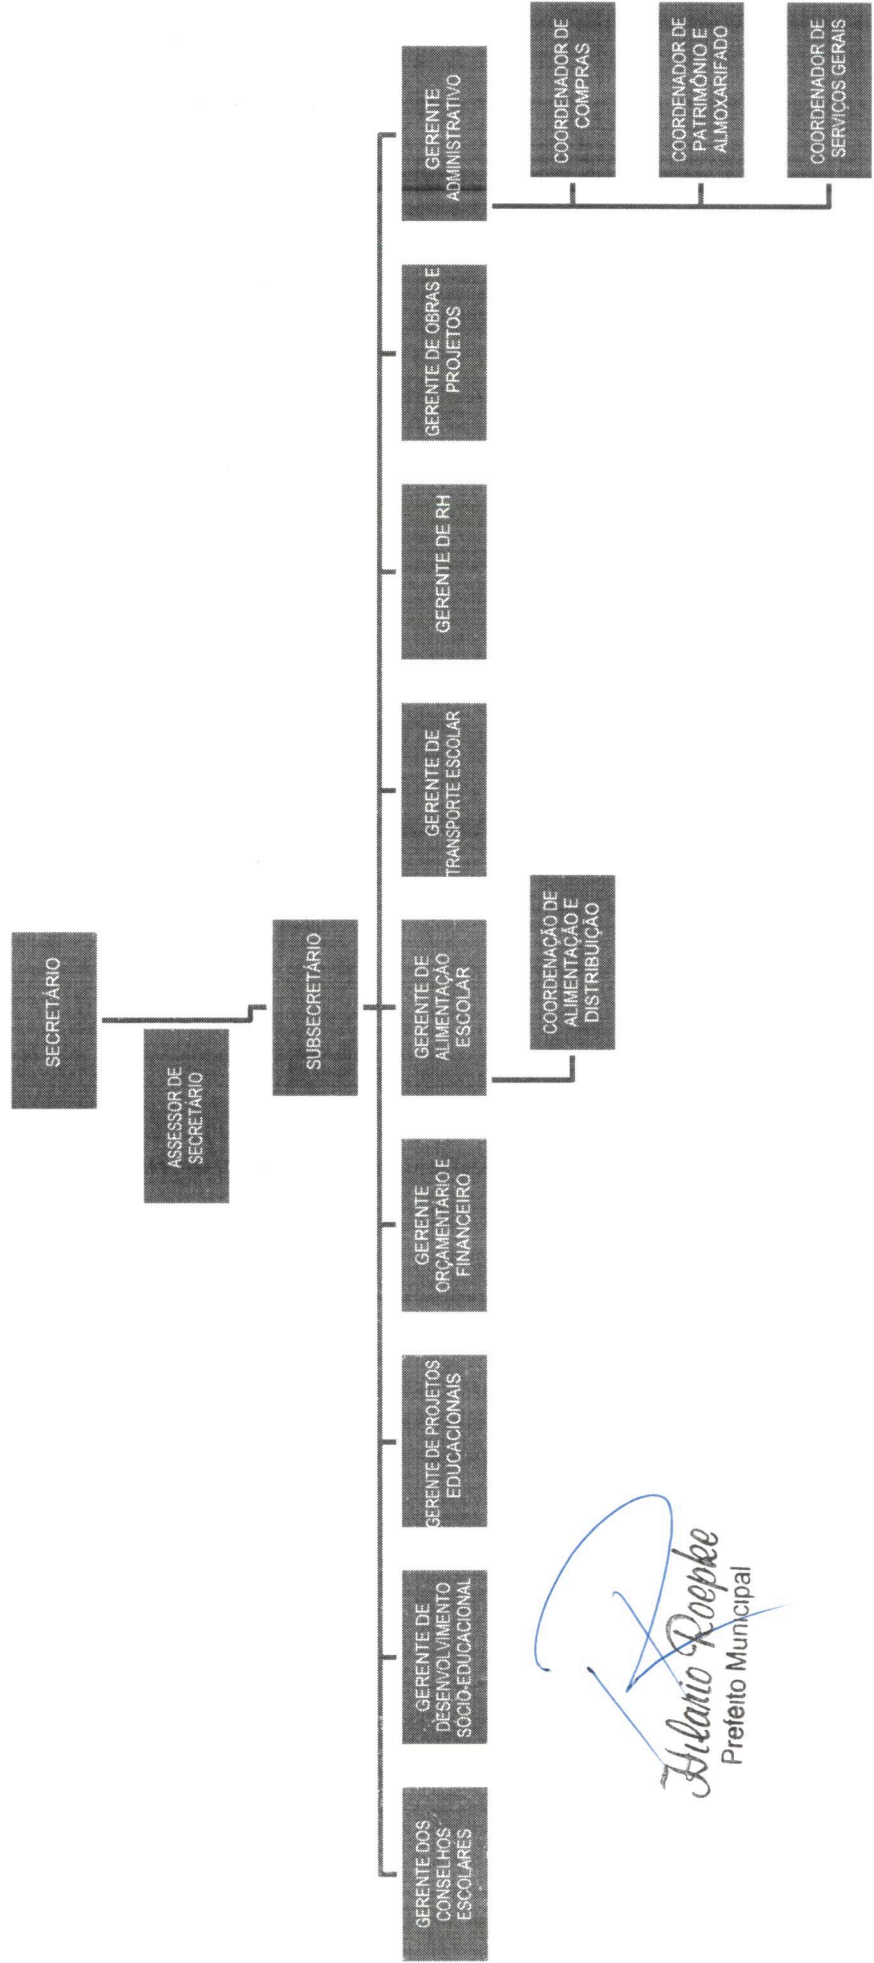 SECRETÁRIO
ASSESSOR DE
SECRETÁRIO
SUBSECRETÁRIO
GERENTE DOS
CONSELHOS
ESCOLARES
GERENTE DE
DESENVOLVIMENTO
SÓCIO-EDUCACIONAL
GERENTE DE PROJETOS
EDUCACIONAIS
GERENTE
ORÇAMENTÁRIO E
FINANCEIRO
GERENTE DE
ALIMENTAÇÃO
ESCOLAR
GERENTE DE
TRANSPORTE ESCOLAR
GERENTE DE RH
GERENTE DE OBRAS E
PROJETOS
GERENTE
ADMINISTRATIVO
COORDENAÇÃO DE
ALIMENTAÇÃO E
DISTRIBUIÇÃO
COORDENADOR DE
COMPRAS
COORDENADOR DE
PATRIMÔNIO E
ALMOXARIFADO
COORDENADOR DE
SERVIÇOS GERAIS
Hilario Roepke
Prefeito Municipal